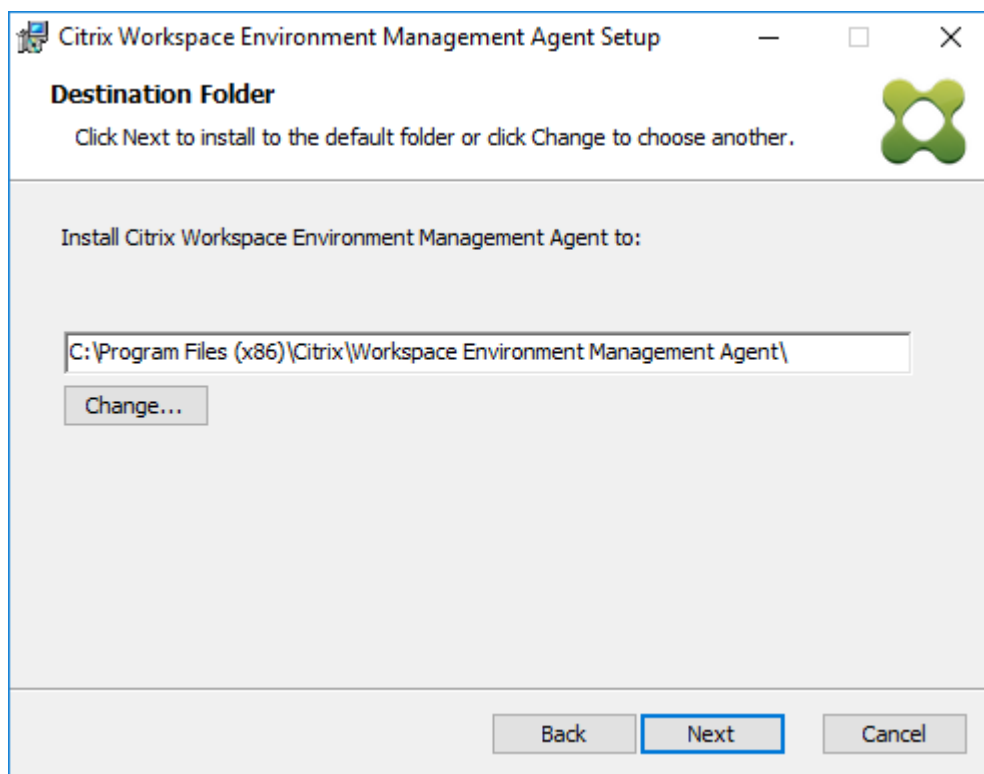 Citrix Workspace Environment Management Agent Setup
Destination Folder
Click Next to install to the default folder or click Change to choose another.
Install Citrix Workspace Environment Management Agent to:
C:\Program Files (x86)\Citrix\Workspace Environment Management Agent\
Change...
Back Next Cancel